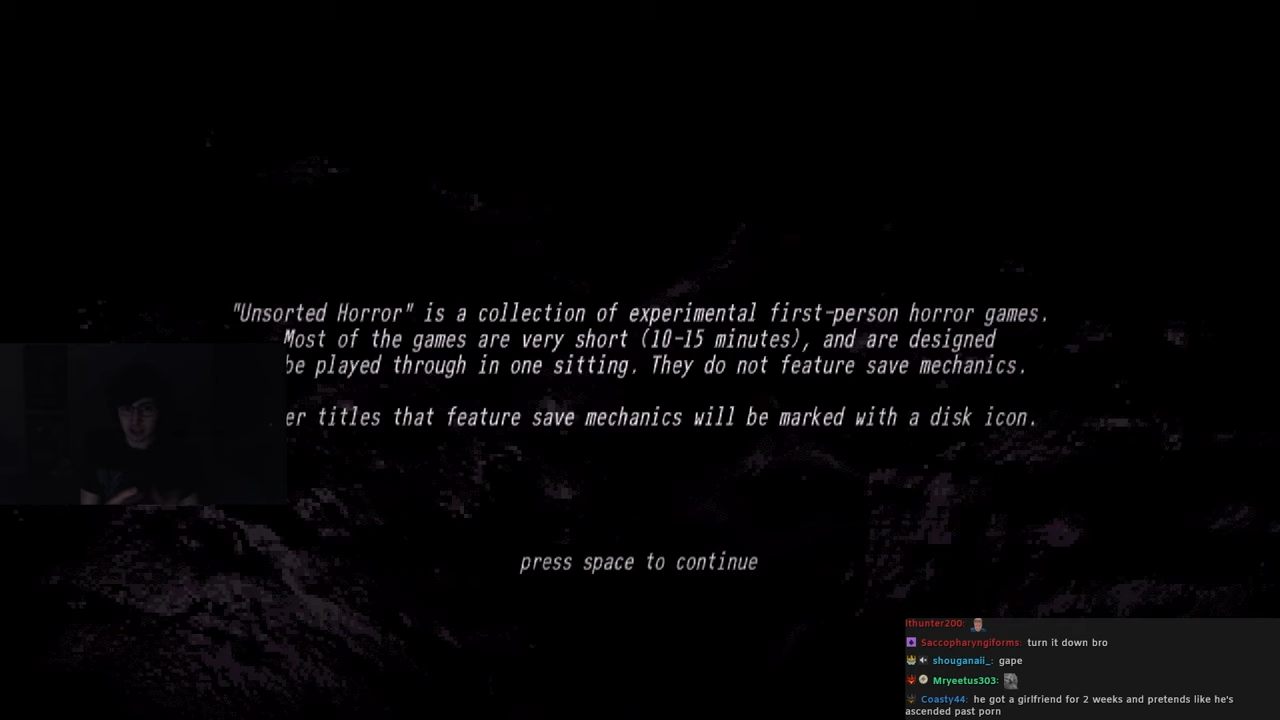 "Unsorted Horror" is a collection of experimental first-person horror games.
Most of the games are very short (10-15 minutes), and are designed
be played through in one sitting. They do not feature save mechanics.
er titles that feature save mechanics will be marked with a disk icon.
press space to continue
lthunter200:
Saccopharyngiforms: turn it down bro
shouganaii_: gape
Mryeetus303:
Coasty44: he got a girlfriend for 2 weeks and pretends like he's
ascended past porn